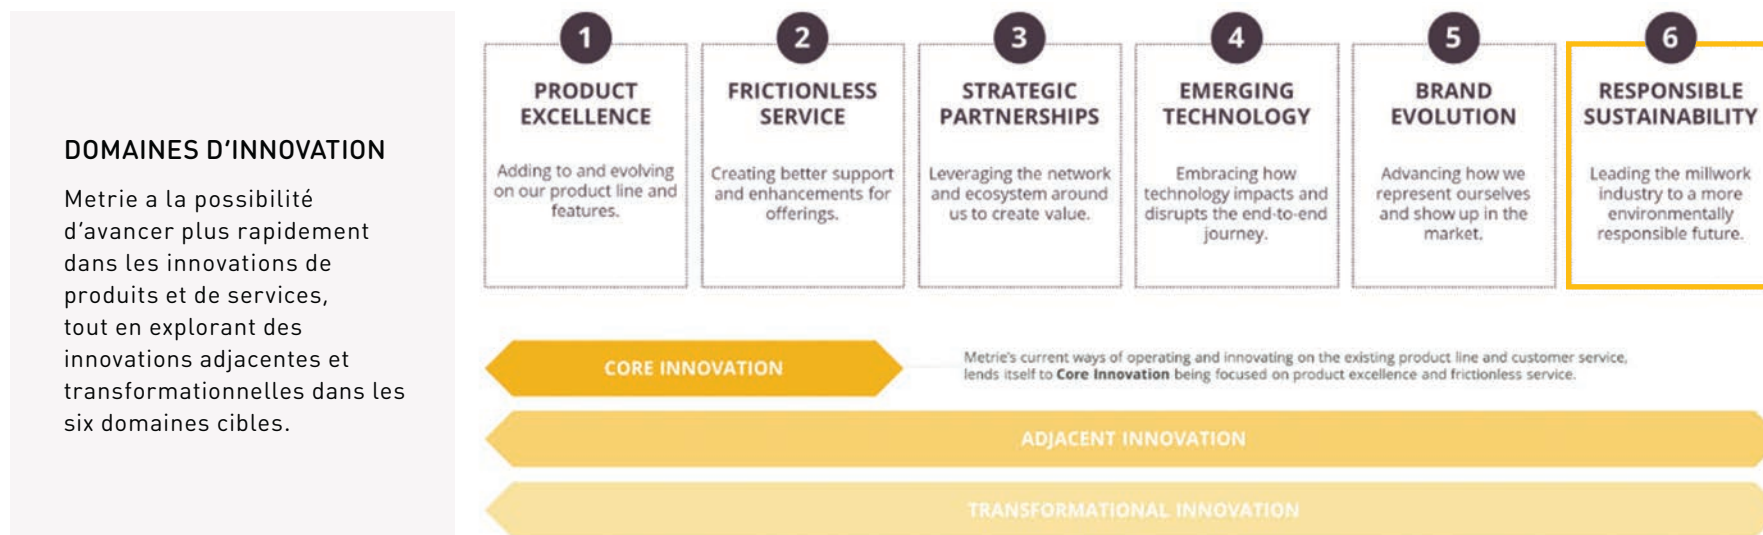 DOMAINES D'INNOVATION
Metrie a la possibilité
d'avancer plus rapidement
dans les innovations de
produits et de services,
tout en explorant des
innovations adjacentes et
transformationnelles dans les
six domaines cibles.
1
PRODUCT
EXCELLENCE
Adding to and evolving
on our product line and
features.
2
FRICTIONLESS
SERVICE
Creating better support
and enhancements for
offerings.
3
STRATEGIC
PARTNERSHIPS
Leveraging the network
and ecosystem around
us to create value.
4
EMERGING
TECHNOLOGY
Embracing how
technology impacts and
disrupts the end-to-end
journey.
5
BRAND
EVOLUTION
Advancing how we
represent ourselves
and show up in the
market.
6
RESPONSIBLE
SUSTAINABILITY
Leading the millwork
industry to a more
environmentally
responsible future.
CORE INNOVATION
Metrie's current ways of operating and innovating on the existing product line and customer service,
lends itself to Core Innovation being focused on product excellence and frictionless service.
ADJACENT INNOVATION
TRANSFORMATIONAL INNOVATION